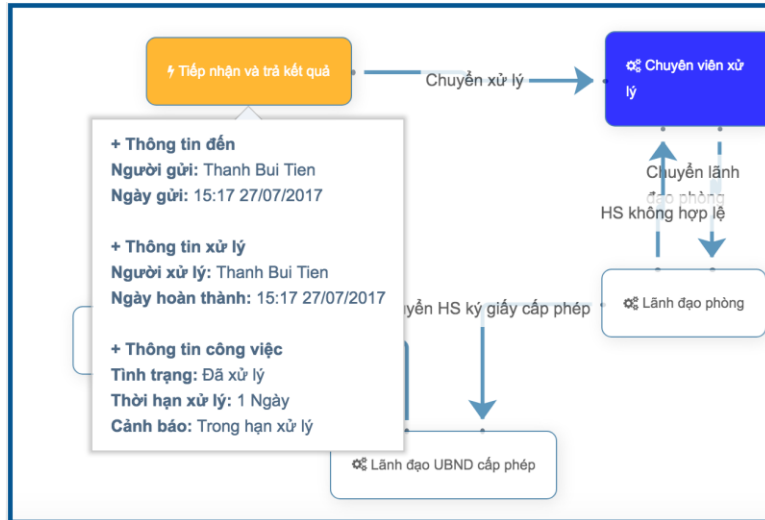 Tiếp nhận và trả kết quả
Chuyển xử lý
Chuyên viên xử
lý
+ Thông tin đến
Người gửi: Thanh Bui Tien
Ngày gửi: 15:17 27/07/2017
+ Thông tin xử lý
Người xử lý: Thanh Bui Tien
Ngày hoàn thành: 15:17 27/07/2017
+ Thông tin công việc
Tình trạng: Đã xử lý
Thời hạn xử lý: 1 Ngày
Cảnh báo: Trong hạn xử lý
Chuyển lãnh
đạo phòng
HS không hợp lệ
Lãnh đạo phòng
HS ký giấy cấp phép
Lãnh đạo UBND cấp phép